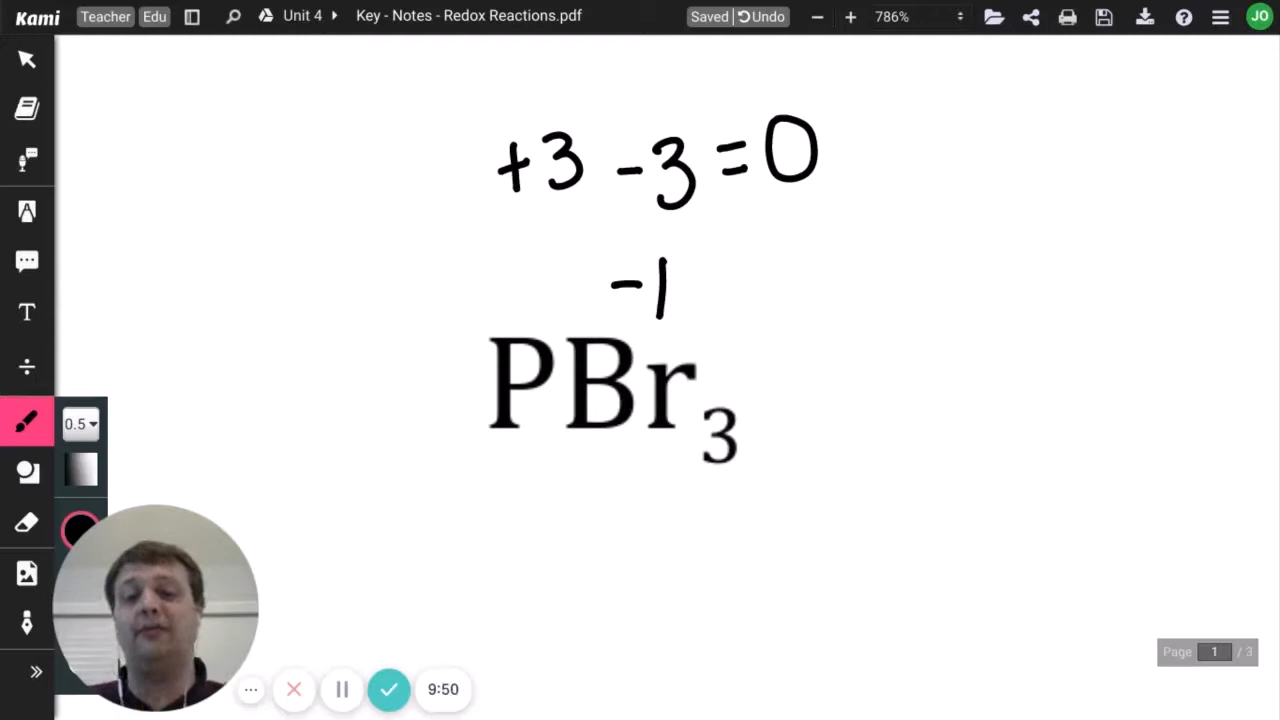 Kami Teacher Edu Unit 4 Key - Notes - Redox Reactions.pdf Saved Undo 786% JO
+3 -3 = 0
-1
PBr₃
T
0.5
Page 1 / 3
9:50